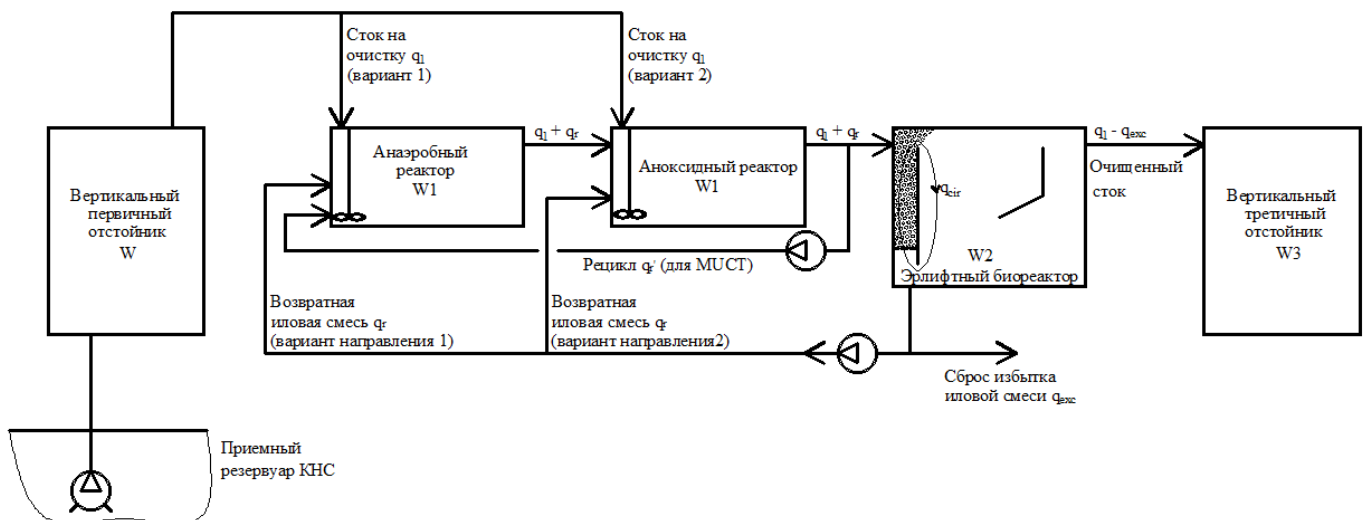 Сток на
очистку q₁
(вариант 1)
Сток на
очистку q₁
(вариант 2)
Вертикальный
первичный
отстойник
W
Анаэробный
реактор
W1
q₁ + qᵣ
Аноксидный реактор
W1
q₁ + qᵣ
q_cir
W2
Эрлифтный биореактор
q₁ - q_exc
Очищенный
сток
Вертикальный
третичный
отстойник
W3
Рецикл qᵣ' (для MUCT)
Возвратная
иловая смесь qᵣ
(вариант направления 1)
Возвратная
иловая смесь qᵣ
(вариант направления2)
Сброс избытка
иловой смеси q_exc
Приемный
резервуар КНС